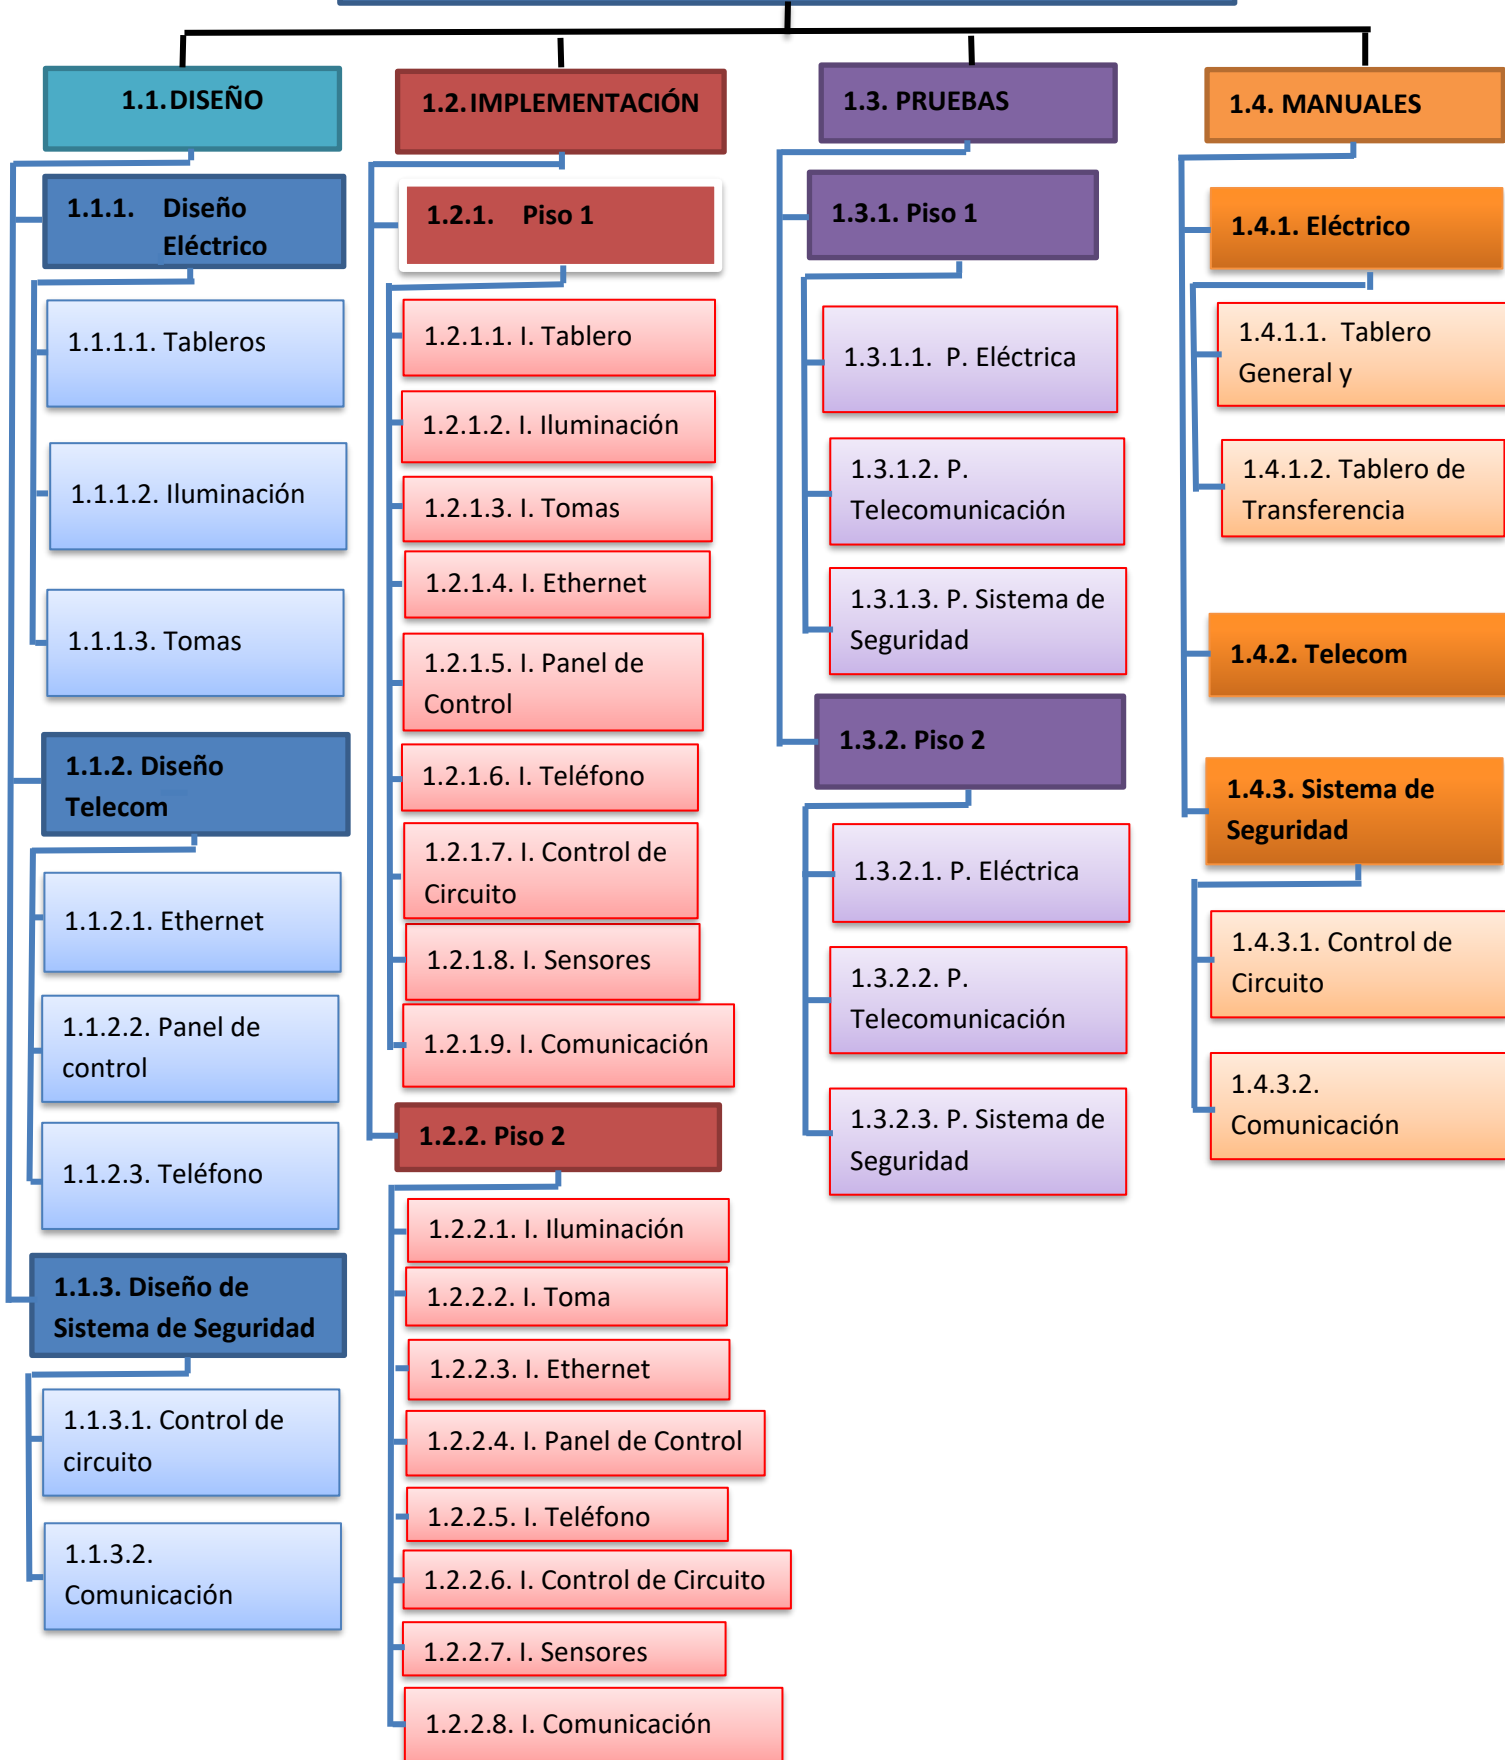 1.1. DISEÑO
1.1.1. Diseño
Eléctrico
1.1.1.1. Tableros
1.1.1.2. Iluminación
1.1.1.3. Tomas
1.1.2. Diseño
Telecom
1.1.2.1. Ethernet
1.1.2.2. Panel de
control
1.1.2.3. Teléfono
1.1.3. Diseño de
Sistema de Seguridad
1.1.3.1. Control de
circuito
1.1.3.2.
Comunicación
1.2. IMPLEMENTACIÓN
1.2.1. Piso 1
1.2.1.1. I. Tablero
1.2.1.2. I. Iluminación
1.2.1.3. I. Tomas
1.2.1.4. I. Ethernet
1.2.1.5. I. Panel de
Control
1.2.1.6. I. Teléfono
1.2.1.7. I. Control de
Circuito
1.2.1.8. I. Sensores
1.2.1.9. I. Comunicación
1.2.2. Piso 2
1.2.2.1. I. Iluminación
1.2.2.2. I. Toma
1.2.2.3. I. Ethernet
1.2.2.4. I. Panel de Control
1.2.2.5. I. Teléfono
1.2.2.6. I. Control de Circuito
1.2.2.7. I. Sensores
1.2.2.8. I. Comunicación
1.3. PRUEBAS
1.3.1. Piso 1
1.3.1.1. P. Eléctrica
1.3.1.2. P.
Telecomunicación
1.3.1.3. P. Sistema de
Seguridad
1.3.2. Piso 2
1.3.2.1. P. Eléctrica
1.3.2.2. P.
Telecomunicación
1.3.2.3. P. Sistema de
Seguridad
1.4. MANUALES
1.4.1. Eléctrico
1.4.1.1. Tablero
General y
1.4.1.2. Tablero de
Transferencia
1.4.2. Telecom
1.4.3. Sistema de
Seguridad
1.4.3.1. Control de
Circuito
1.4.3.2.
Comunicación